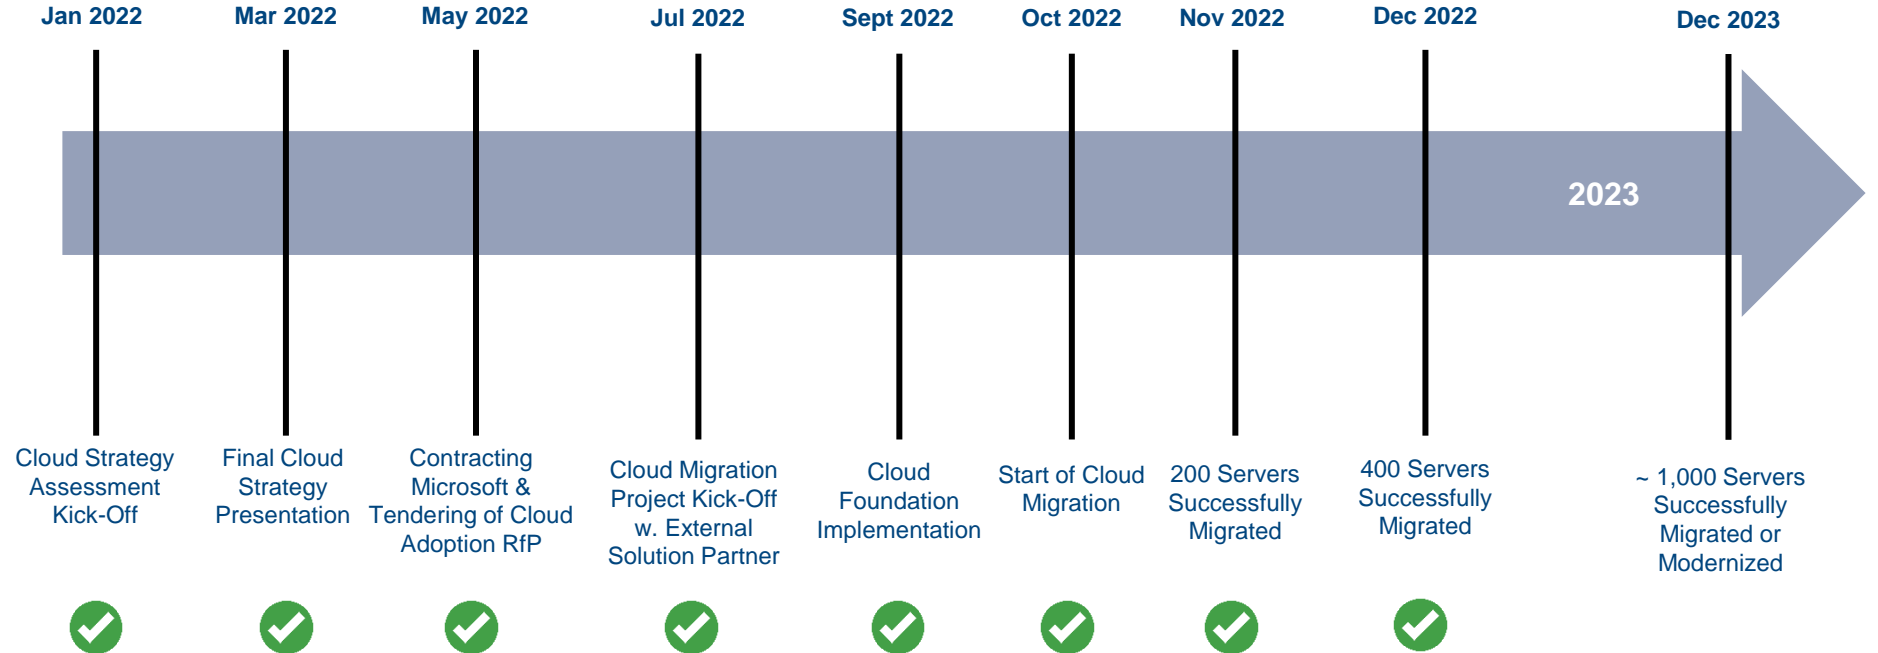 Jan 2022
Mar 2022
May 2022
Jul 2022
Sept 2022
Oct 2022
Nov 2022
Dec 2022
Dec 2023
2023
Cloud Strategy
Assessment
Kick-Off
Final Cloud
Strategy
Presentation
Contracting
Microsoft &
Tendering of Cloud
Adoption RfP
Cloud Migration
Project Kick-Off
w. External
Solution Partner
Cloud
Foundation
Implementation
Start of Cloud
Migration
200 Servers
Successfully
Migrated
400 Servers
Successfully
Migrated
~ 1,000 Servers
Successfully
Migrated or
Modernized